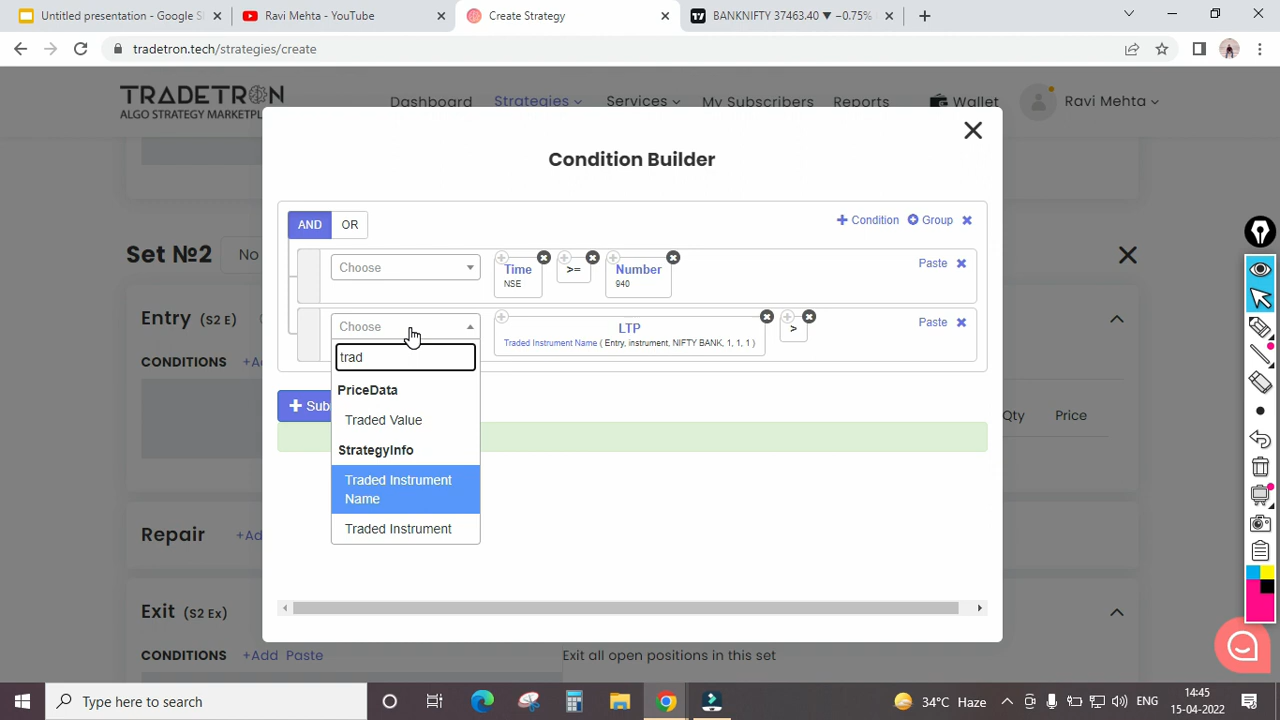 Untitled presentation - Google S
Ravi Mehta - YouTube
Create Strategy
BANKNIFTY 37463.40 ▼ −0.75%
tradetron.tech/strategies/create
TRADETRON
ALGO STRATEGY MARKETPL
Dashboard
Strategies
Services
My Subscribers
Reports
Wallet
Ravi Mehta
Condition Builder
AND
OR
Condition
Group
Choose
Time
NSE
>=
Number
940
Paste
Choose
LTP
Traded Instrument Name ( Entry, instrument, NIFTY BANK, 1, 1, 1 )
>
Paste
trad
PriceData
Traded Value
StrategyInfo
Traded Instrument
Name
Traded Instrument
+ Sub
Set №2
No
Entry (S2 E)
CONDITIONS
+A
Qty
Price
Repair
+A
Exit (S2 Ex)
CONDITIONS +Add Paste
Exit all open positions in this set
Type here to search
34°C Haze
ENG
14:45
15-04-2022